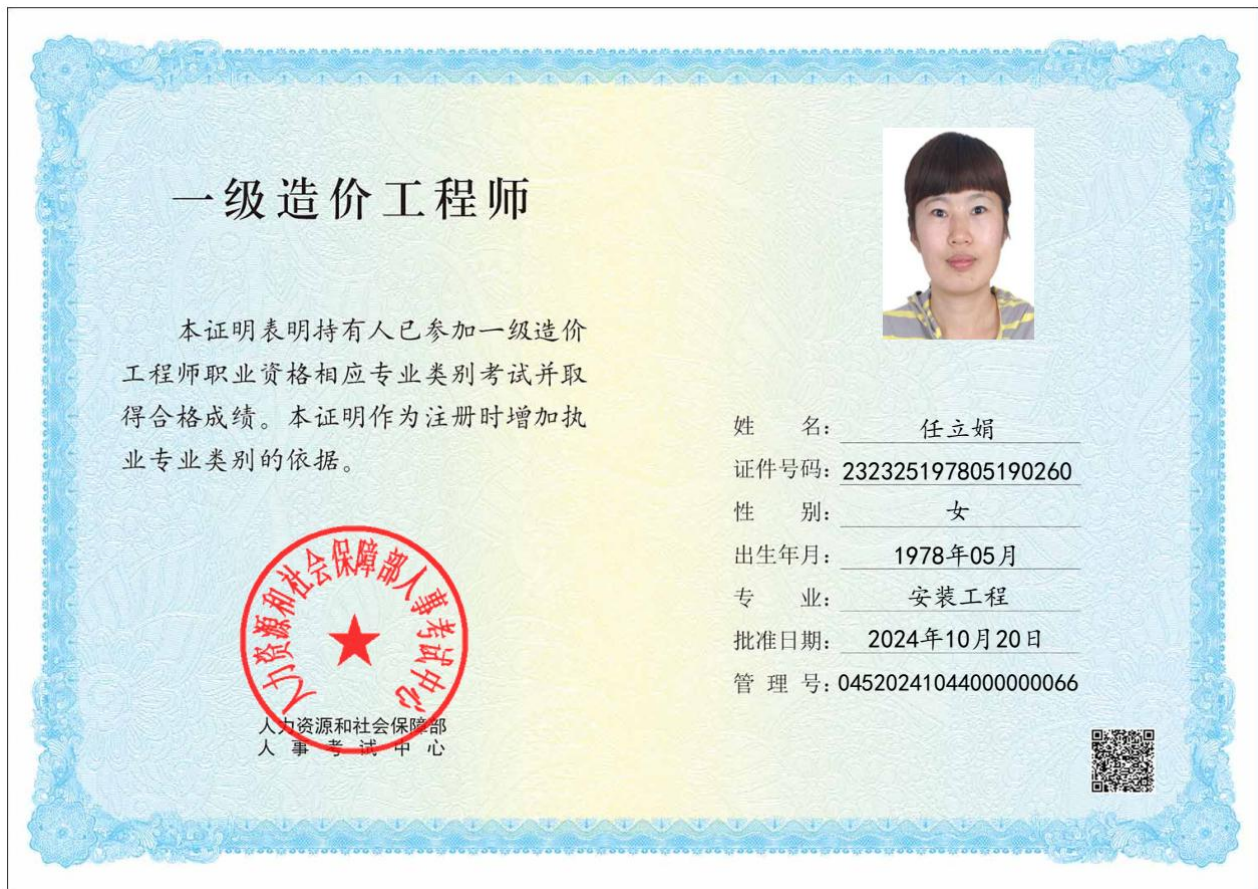 一级造价工程师
本证明表明持有人已参加一级造价
工程师职业资格相应专业类别考试并取
得合格成绩。本证明作为注册时增加执
业专业类别的依据。
人力资源和社会保障部人事考试中心
人力资源和社会保障部
人事考试中心
姓名：任立娟
证件号码：232325197805190260
性别：女
出生年月：1978年05月
专业：安装工程
批准日期：2024年10月20日
管理号：04520241044000000066